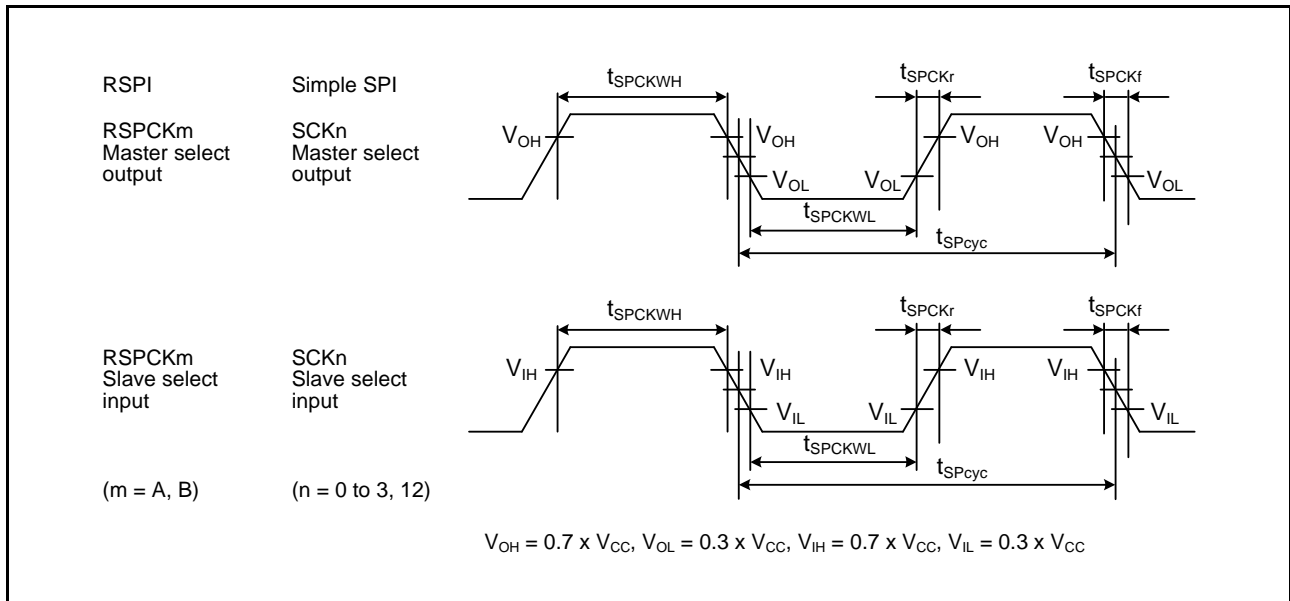 RSPI
Simple SPI
RSPCKm
Master select
output
SCKn
Master select
output
tSPCKWH
tSPCKr
tSPCKf
VOH
VOH
VOH
VOH
VOL
VOL
VOL
tSPCKWL
tSPcyc
RSPCKm
Slave select
input
SCKn
Slave select
input
tSPCKWH
tSPCKr
tSPCKf
VIH
VIH
VIH
VIH
VIL
VIL
VIL
tSPCKWL
tSPcyc
(m = A, B)
(n = 0 to 3, 12)
VOH = 0.7 x VCC, VOL = 0.3 x VCC, VIH = 0.7 x VCC, VIL = 0.3 x VCC